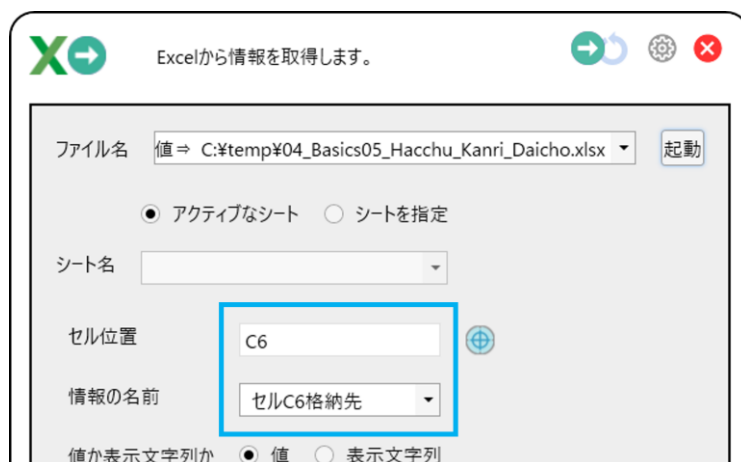 Excelから情報を取得します。
ファイル名 値⇒ C:¥temp¥04_Basics05_Hacchu_Kanri_Daicho.xlsx 起動
アクティブなシート シートを指定
シート名
セル位置 C6
情報の名前 セルC6格納先
値か表示文字列か 値 表示文字列